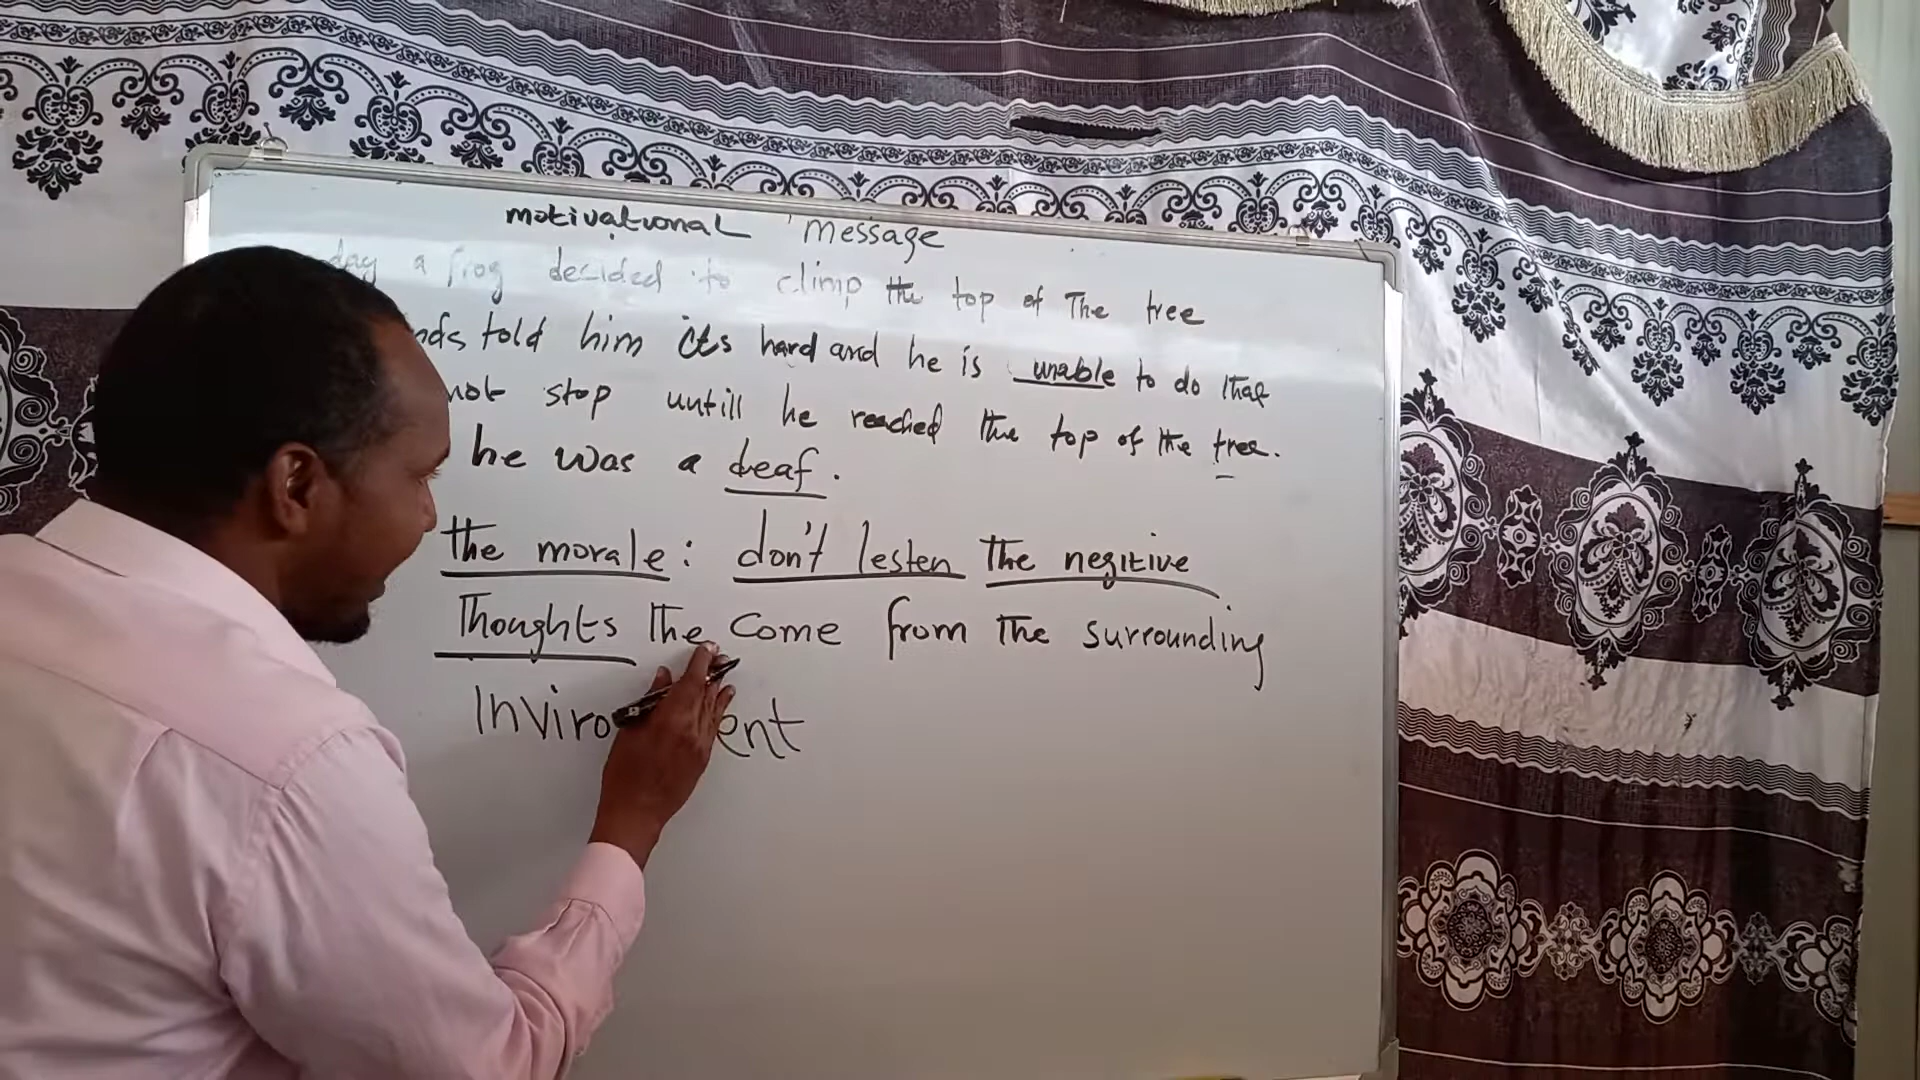 motivational message
day a frog decided to climp the top of The tree
nds told him its hard and he is unable to do that
not stop untill he reached the top of the tree.
he was a deaf.
the morale: don't lesten the negitive
Thoughts the come from the surrounding
Inviro ent